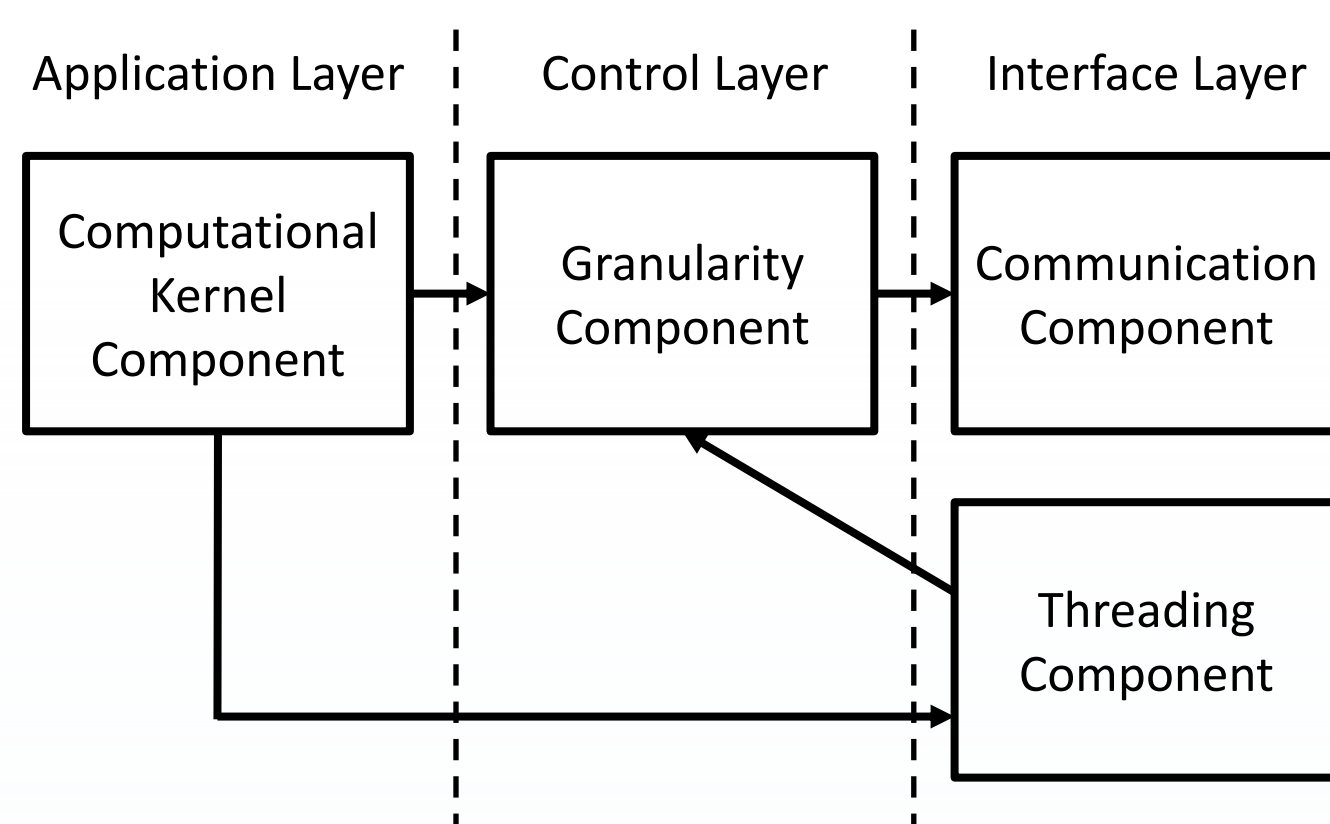 Application Layer
Control Layer
Interface Layer
Computational
Kernel
Component
Granularity
Component
Communication
Component
Threading
Component